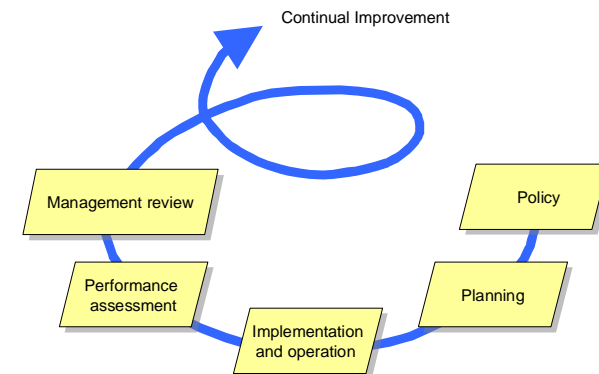 Continual Improvement
Management review
Policy
Performance
assessment
Planning
Implementation
and operation